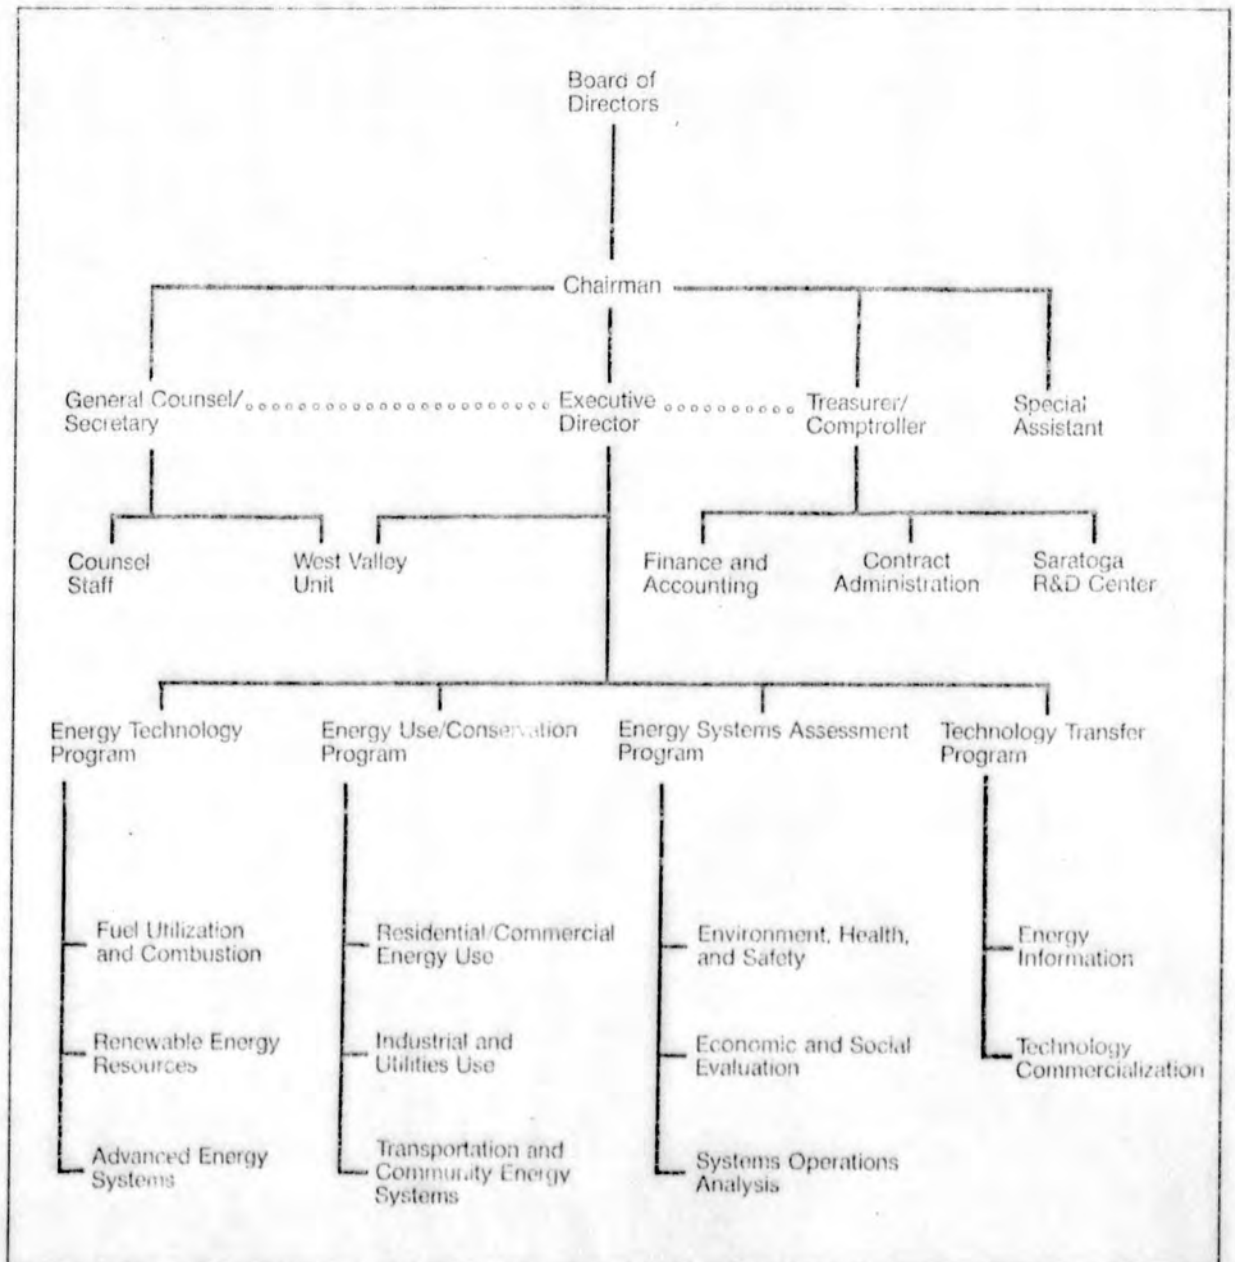 Board of
Directors
Chairman
General Counsel/
Secretary
Executive
Director
Treasurer/
Comptroller
Special
Assistant
Counsel
Staff
West Valley
Unit
Finance and
Accounting
Contract
Administration
Saratoga
R&D Center
Energy Technology
Program
Energy Use/Conservation
Program
Energy Systems Assessment
Program
Technology Transfer
Program
Fuel Utilization
and Combustion
Residential/Commercial
Energy Use
Environment, Health,
and Safety
Energy
Information
Renewable Energy
Resources
Industrial and
Utilities Use
Economic and Social
Evaluation
Technology
Commercialization
Advanced Energy
Systems
Transportation and
Community Energy
Systems
Systems Operations
Analysis